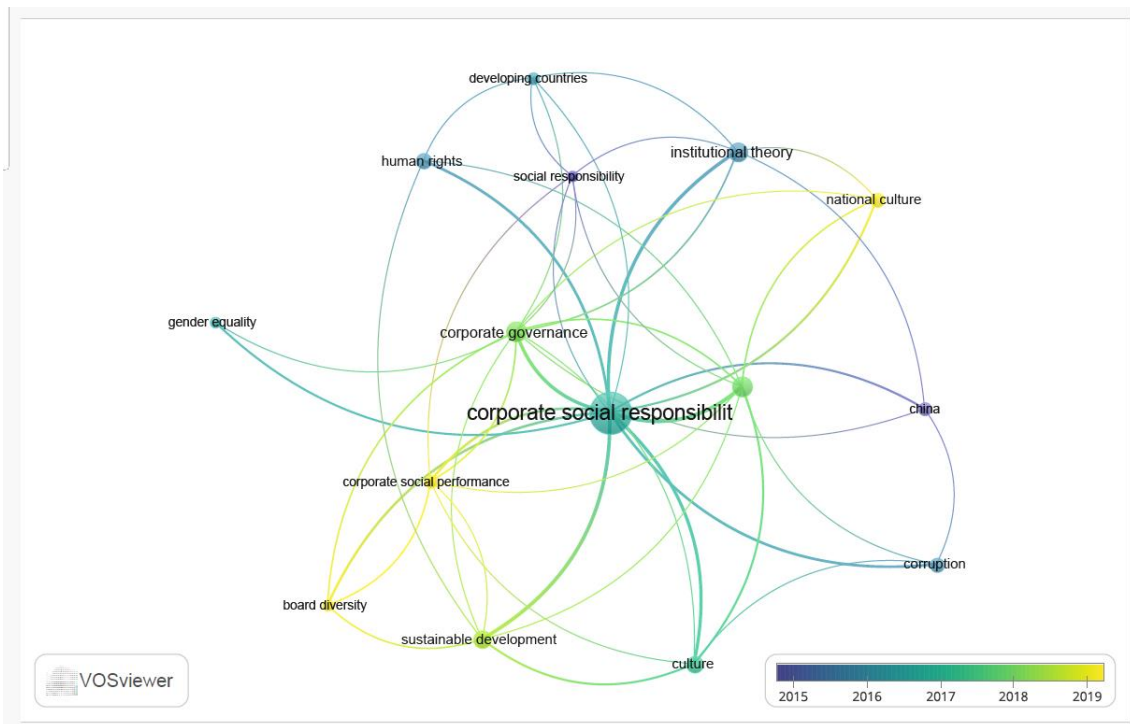 developing countries
human rights
institutional theory
social responsibility
national culture
gender equality
corporate governance
corporate social responsibilit
china
corporate social performance
corruption
board diversity
sustainable development
culture
VOSviewer
2015 2016 2017 2018 2019